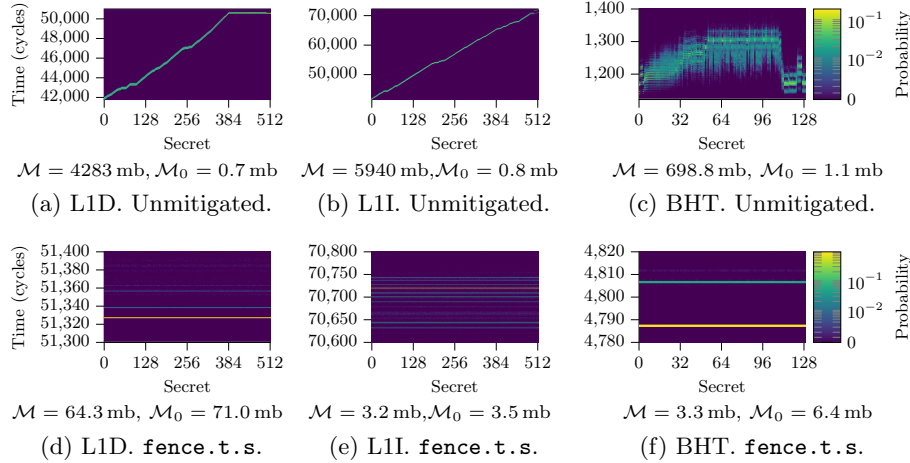 Time (cycles)
50,000
48,000
46,000
44,000
42,000
0 128 256 384 512
Secret
M = 4283 mb, M₀ = 0.7 mb
(a) L1D. Unmitigated.
70,000
60,000
50,000
0 128 256 384 512
Secret
M = 5940 mb,M₀ = 0.8 mb
(b) L1I. Unmitigated.
1,400
1,300
1,200
0 32 64 96 128
Secret
10⁻¹
10⁻²
0
Probability
M = 698.8 mb, M₀ = 1.1 mb
(c) BHT. Unmitigated.
Time (cycles)
51,400
51,380
51,360
51,340
51,320
51,300
0 128 256 384 512
Secret
M = 64.3 mb, M₀ = 71.0 mb
(d) L1D. fence.t.s.
70,800
70,750
70,700
70,650
70,600
0 128 256 384 512
Secret
M = 3.2 mb,M₀ = 3.5 mb
(e) L1I. fence.t.s.
4,820
4,810
4,800
4,790
4,780
0 32 64 96 128
Secret
10⁻¹
10⁻²
0
Probability
M = 3.3 mb, M₀ = 6.4 mb
(f) BHT. fence.t.s.